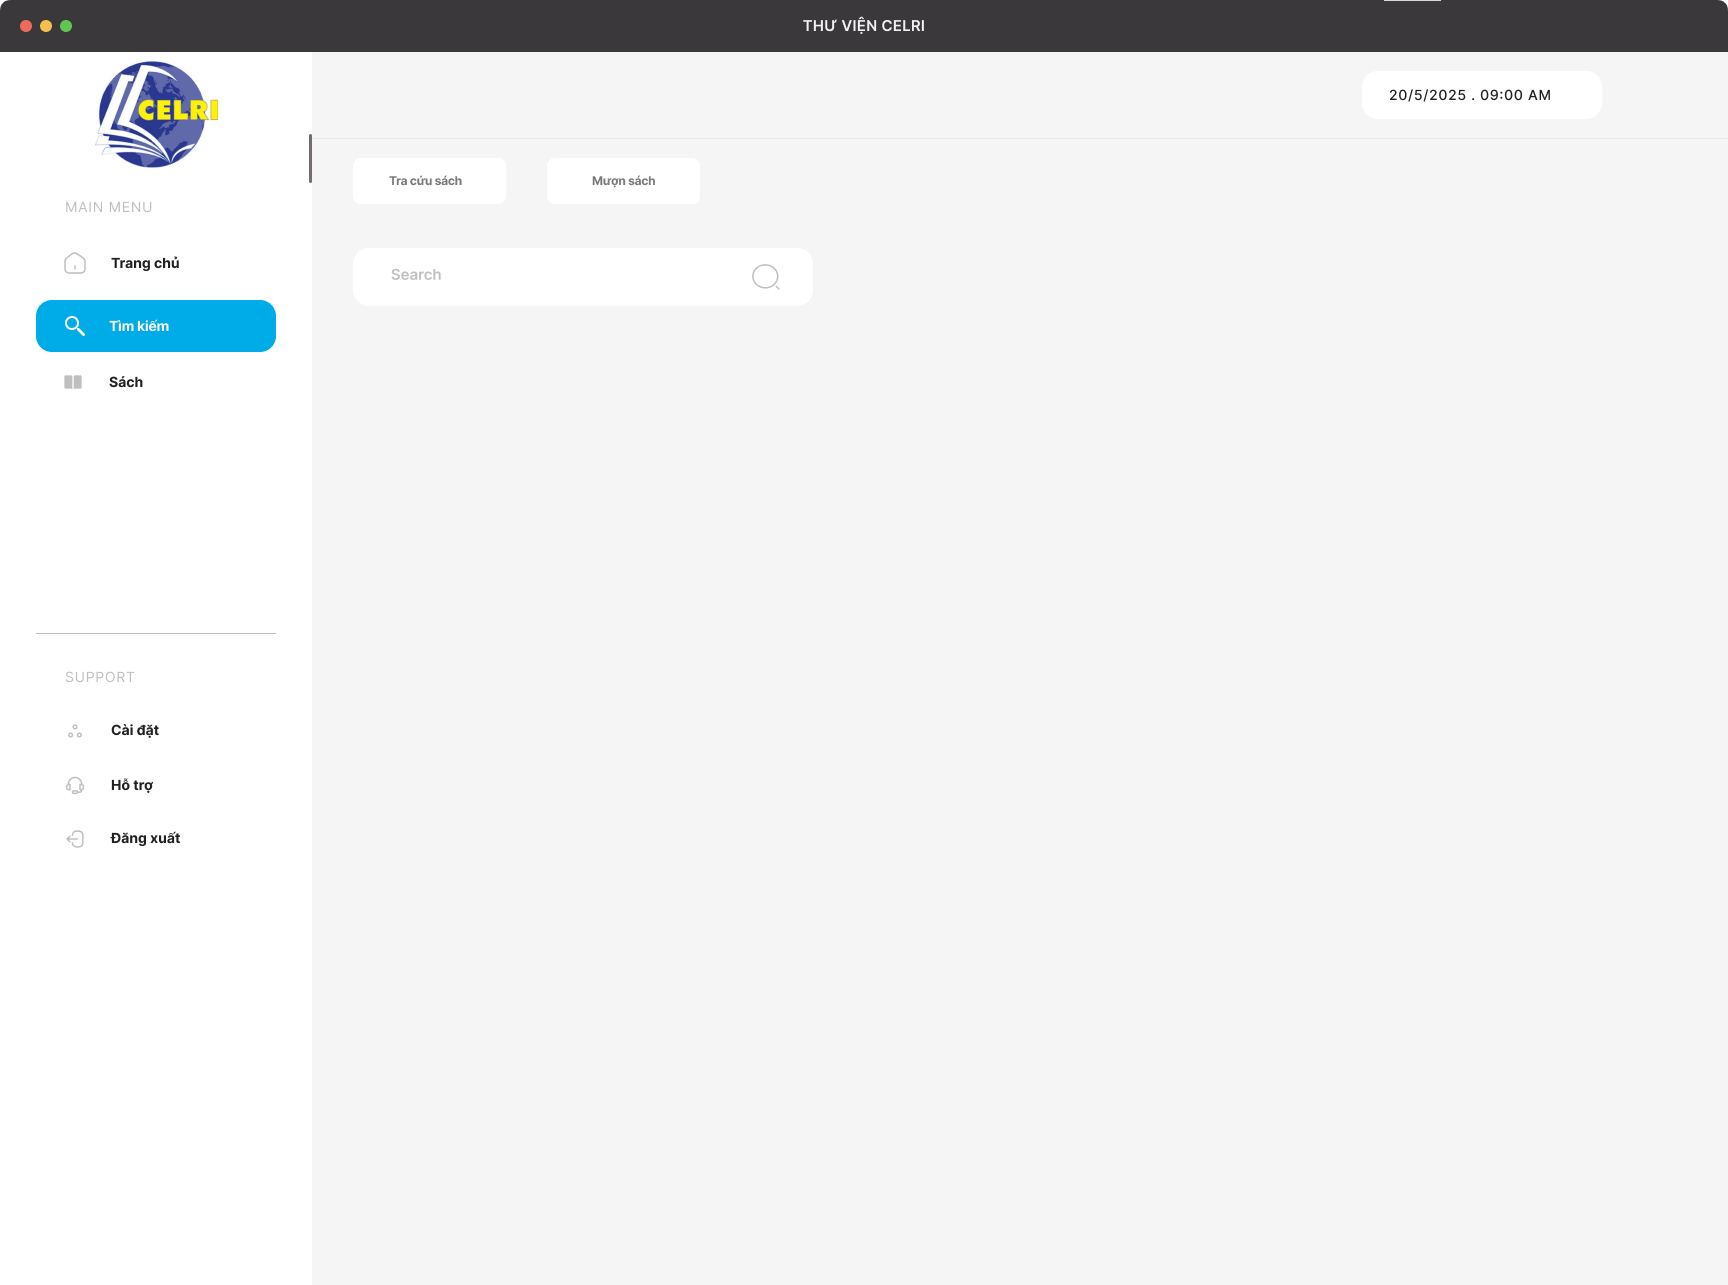 THƯ VIỆN CELRI
CELRI
20/5/2025 . 09:00 AM
Tra cứu sách
Mượn sách
Search
MAIN MENU
Trang chủ
Tìm kiếm
Sách
SUPPORT
Cài đặt
Hỗ trợ
Đăng xuất